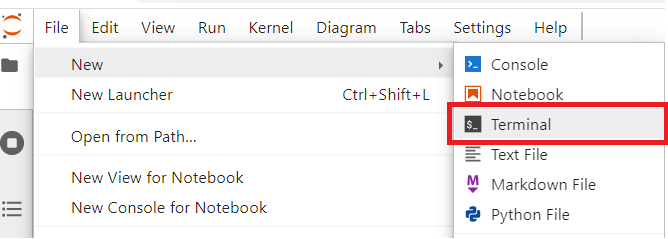 File Edit View Run Kernel Diagram Tabs Settings Help
New
New Launcher Ctrl+Shift+L
Open from Path...
New View for Notebook
New Console for Notebook
Console
Notebook
$_ Terminal
Text File
Markdown File
Python File